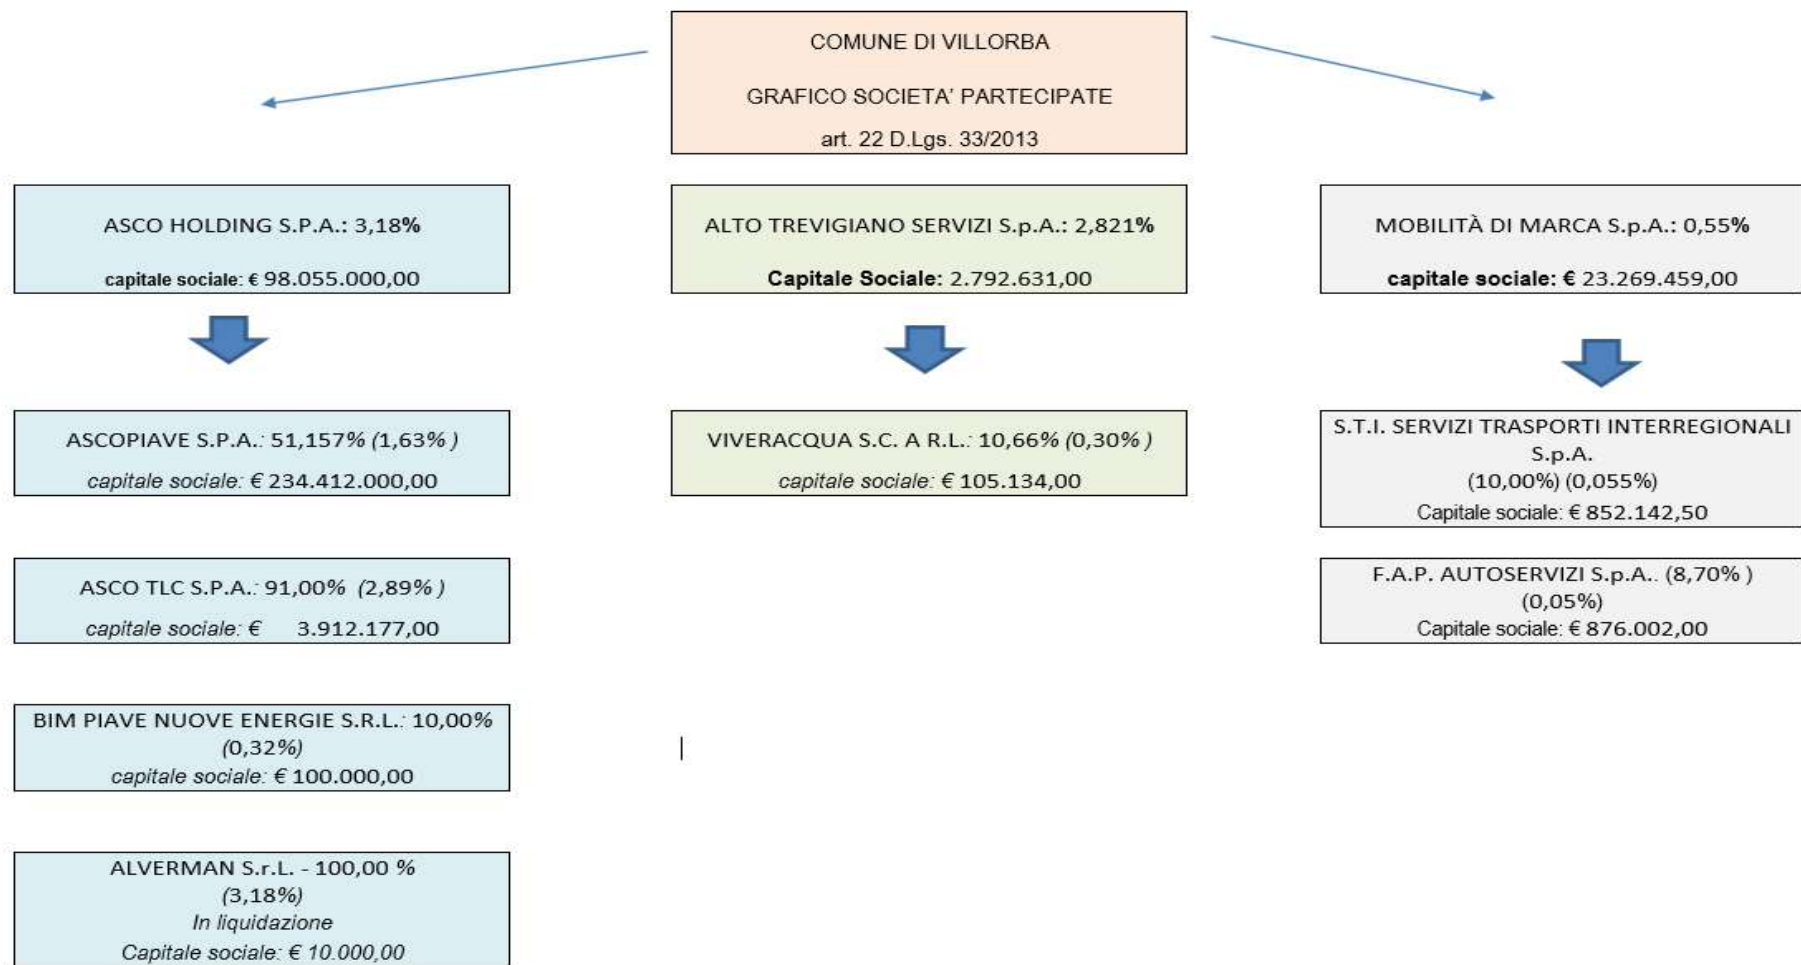 COMUNE DI VILLORBA
GRAFICO SOCIETA' PARTECIPATE
art. 22 D.Lgs. 33/2013
ASCO HOLDING S.P.A.: 3,18%
capitale sociale: € 98.055.000,00
ALTO TREVIGIANO SERVIZI S.p.A.: 2,821%
Capitale Sociale: 2.792.631,00
MOBILITÀ DI MARCA S.p.A.: 0,55%
capitale sociale: € 23.269.459,00
ASCOPIAVE S.P.A.: 51,157% (1,63% )
capitale sociale: € 234.412.000,00
VIVERACQUA S.C. A R.L.: 10,66% (0,30% )
capitale sociale: € 105.134,00
S.T.I. SERVIZI TRASPORTI INTERREGIONALI
S.p.A.
(10,00%) (0,055%)
Capitale sociale: € 852.142,50
ASCO TLC S.P.A.: 91,00% (2,89% )
capitale sociale: € 3.912.177,00
F.A.P. AUTOSERVIZI S.p.A.. (8,70% )
(0,05%)
Capitale sociale: € 876.002,00
BIM PIAVE NUOVE ENERGIE S.R.L.: 10,00%
(0,32%)
capitale sociale: € 100.000,00
ALVERMAN S.r.L. - 100,00 %
(3,18%)
In liquidazione
Capitale sociale: € 10.000,00